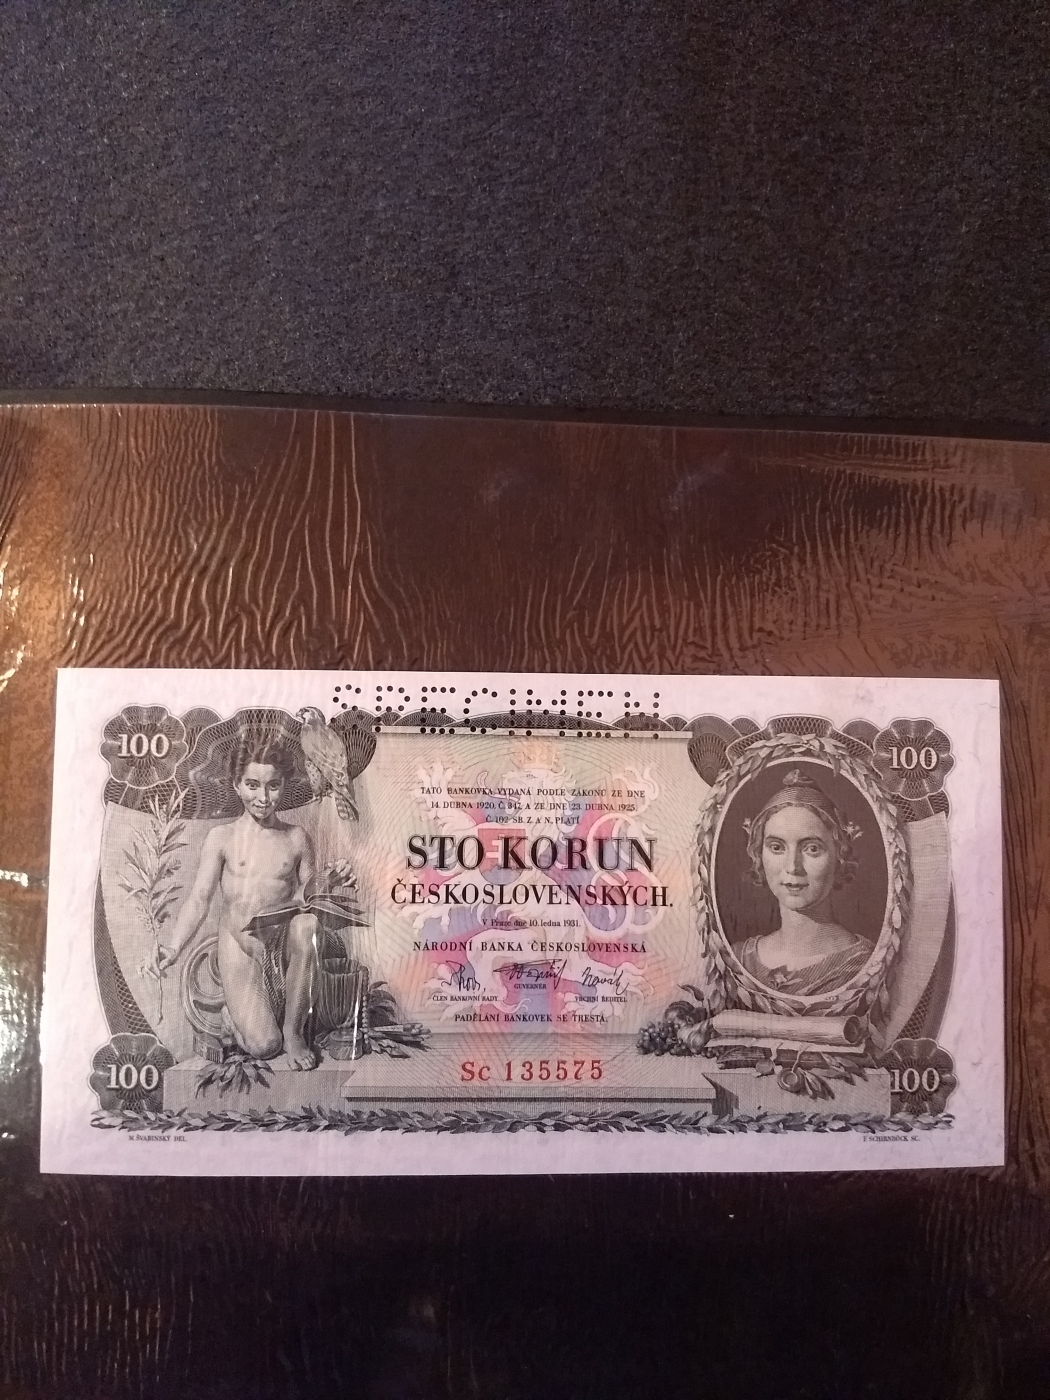 SPECIMEN
100
100
TATO BANKOVKA VYDANÁ PODLE ZÁKONŮ ZE DNE
14. DUBNA 1920, Č. 347, A ZE DNE 23. DUBNA 1925,
Č. 102 SB. Z. A N., PLATÍ
STO KORUN
ČESKOSLOVENSKÝCH.
V Praze dne 10. ledna 1931.
NÁRODNÍ BANKA ČESKOSLOVENSKÁ
ČLEN BANKOVNÍ RADY
GUVERNÉR
VRCHNÍ ŘEDITEL
PADĚLÁNÍ BANKOVEK SE TRESTÁ.
Sc 135575
100
100
M. ŠVABINSKÝ DEL.
F. SCHIRNBÖCK SC.